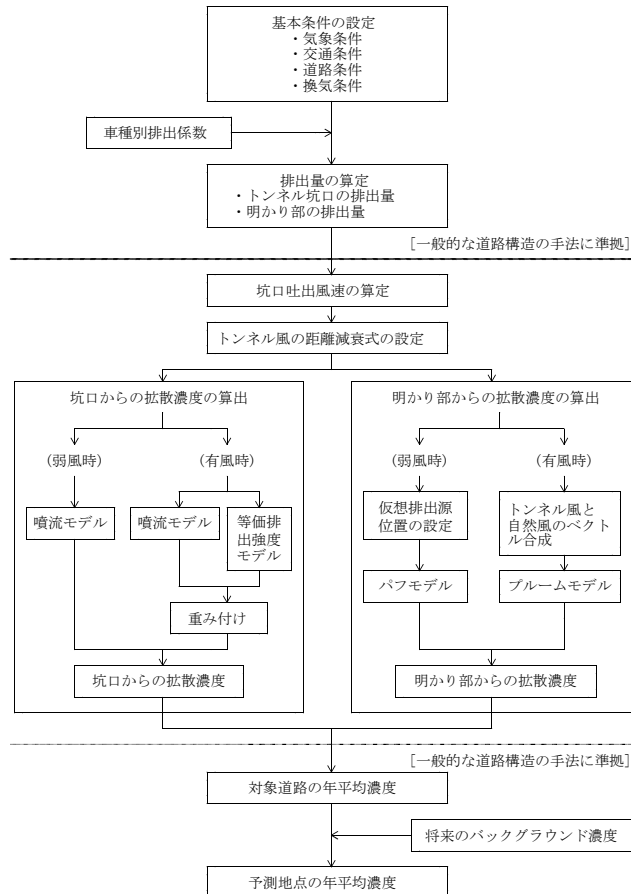 基本条件の設定
・気象条件
・交通条件
・道路条件
・換気条件
車種別排出係数
排出量の算定
・トンネル坑口の排出量
・明かり部の排出量
［一般的な道路構造の手法に準拠］
坑口吐出風速の算定
トンネル風の距離減衰式の設定
坑口からの拡散濃度の算出
(弱風時)
(有風時)
噴流モデル
噴流モデル
等価排
出強度
モデル
重み付け
坑口からの拡散濃度
明かり部からの拡散濃度の算出
(弱風時)
(有風時)
仮想排出源
位置の設定
トンネル風と
自然風のベクト
ル合成
パフモデル
プルームモデル
明かり部からの拡散濃度
［一般的な道路構造の手法に準拠］
対象道路の年平均濃度
将来のバックグラウンド濃度
予測地点の年平均濃度